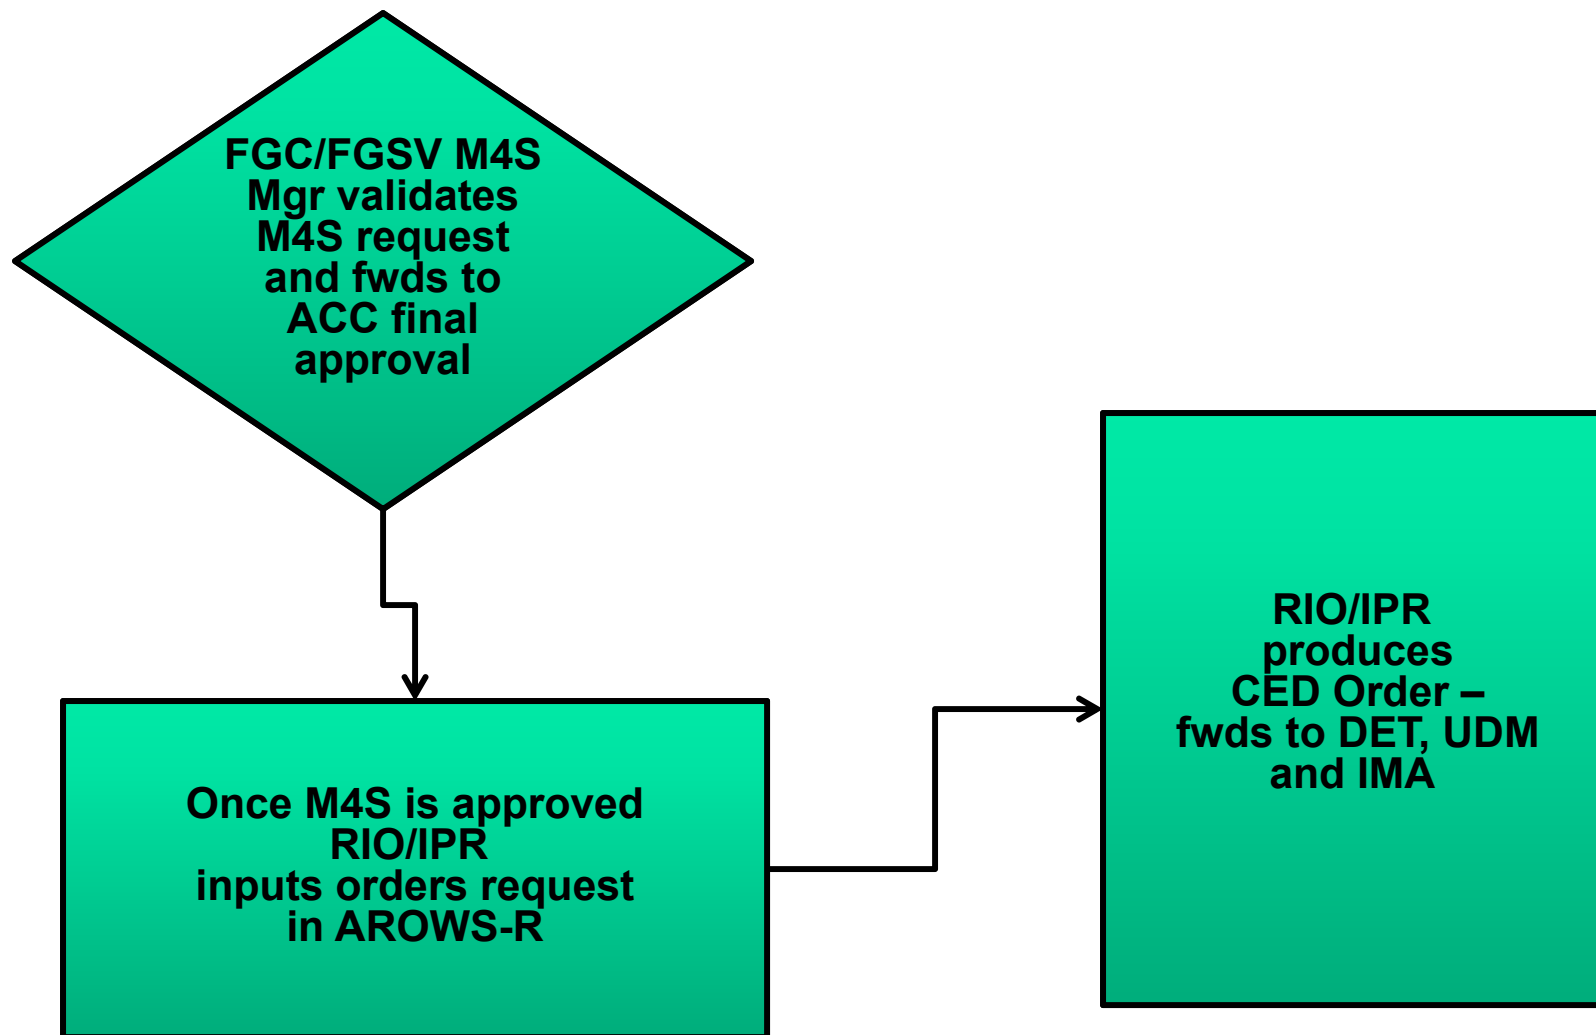 FGC/FGSV M4S
Mgr validates
M4S request
and fwds to
ACC final
approval
Once M4S is approved
RIO/IPR
inputs orders request
in AROWS-R
RIO/IPR
produces
CED Order –
fwds to DET, UDM
and IMA